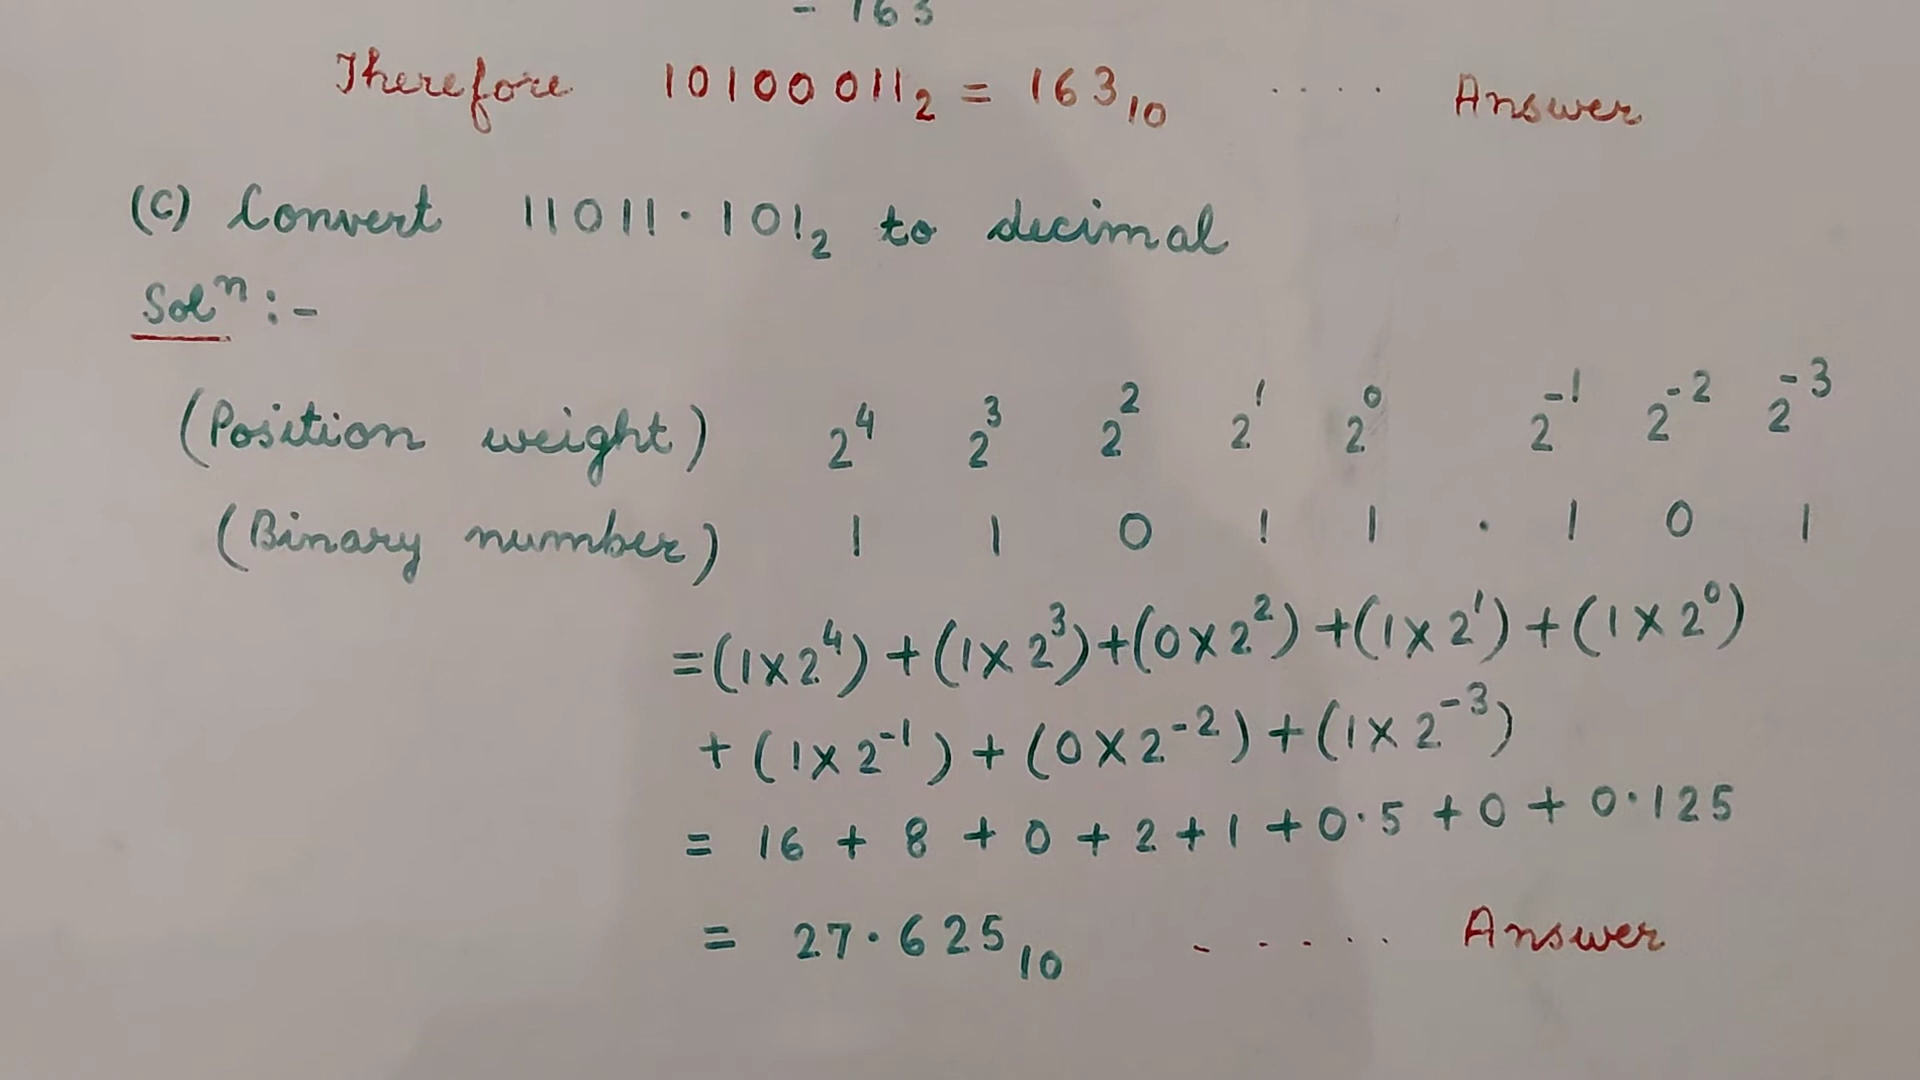 = 163
Therefore 10100011₂ = 163₁₀ .... Answer
(C) Convert 11011.101₂ to decimal
Solⁿ:-
(Position weight) 2⁴ 2³ 2² 2¹ 2⁰ 2⁻¹ 2⁻² 2⁻³
(Binary number) 1 1 0 1 1 . 1 0 1
=(1×2⁴)+(1×2³)+(0×2²)+(1×2¹)+(1×2⁰)
+(1×2⁻¹)+(0×2⁻²)+(1×2⁻³)
= 16 + 8 + 0 + 2 + 1 + 0.5 + 0 + 0.125
= 27.625₁₀ ..... Answer